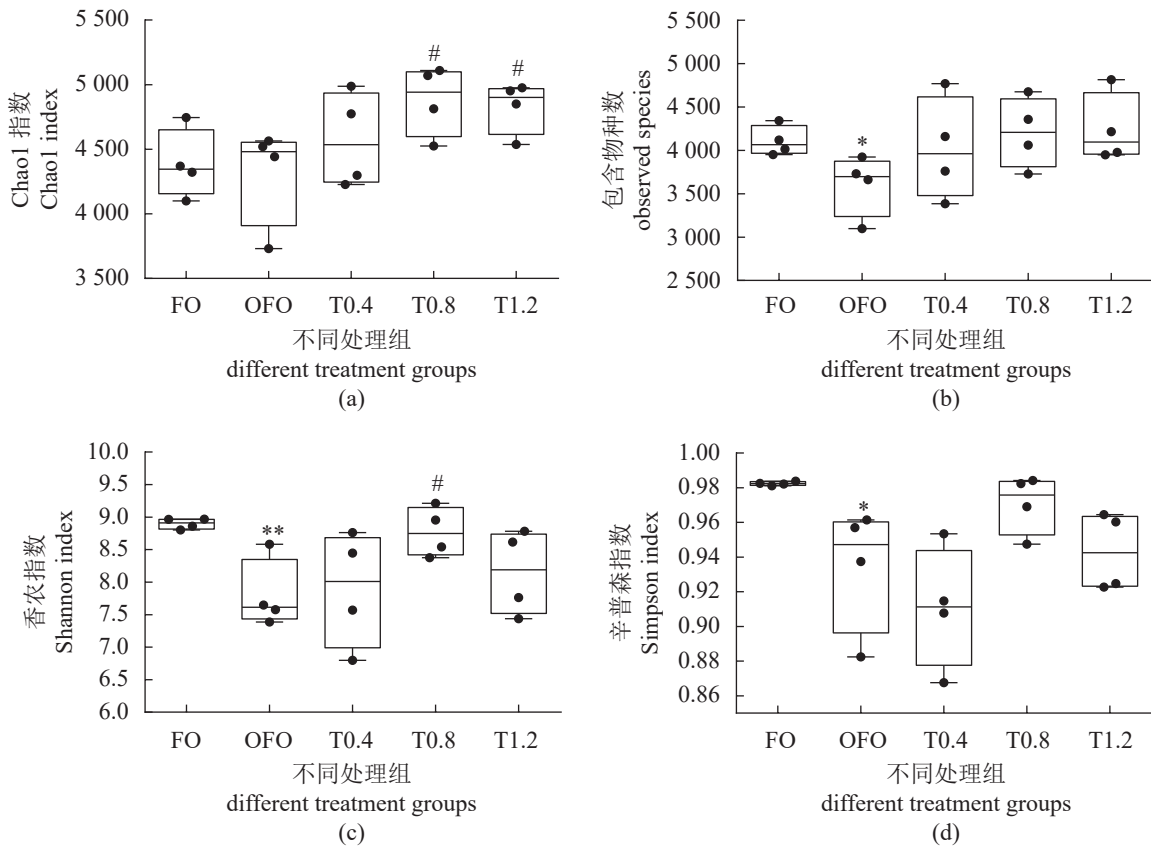 5 500
5 000
4 500
4 000
3 500
Chao1 指数
Chao1 index
#
#
FO OFO T0.4 T0.8 T1.2
不同处理组
different treatment groups
(a)
5 500
5 000
4 500
4 000
3 500
3 000
2 500
包含物种数
observed species
*
FO OFO T0.4 T0.8 T1.2
不同处理组
different treatment groups
(b)
10.0
9.5
9.0
8.5
8.0
7.5
7.0
6.5
6.0
香农指数
Shannon index
**
#
FO OFO T0.4 T0.8 T1.2
不同处理组
different treatment groups
(c)
1.00
0.98
0.96
0.94
0.92
0.90
0.88
0.86
辛普森指数
Simpson index
*
FO OFO T0.4 T0.8 T1.2
不同处理组
different treatment groups
(d)